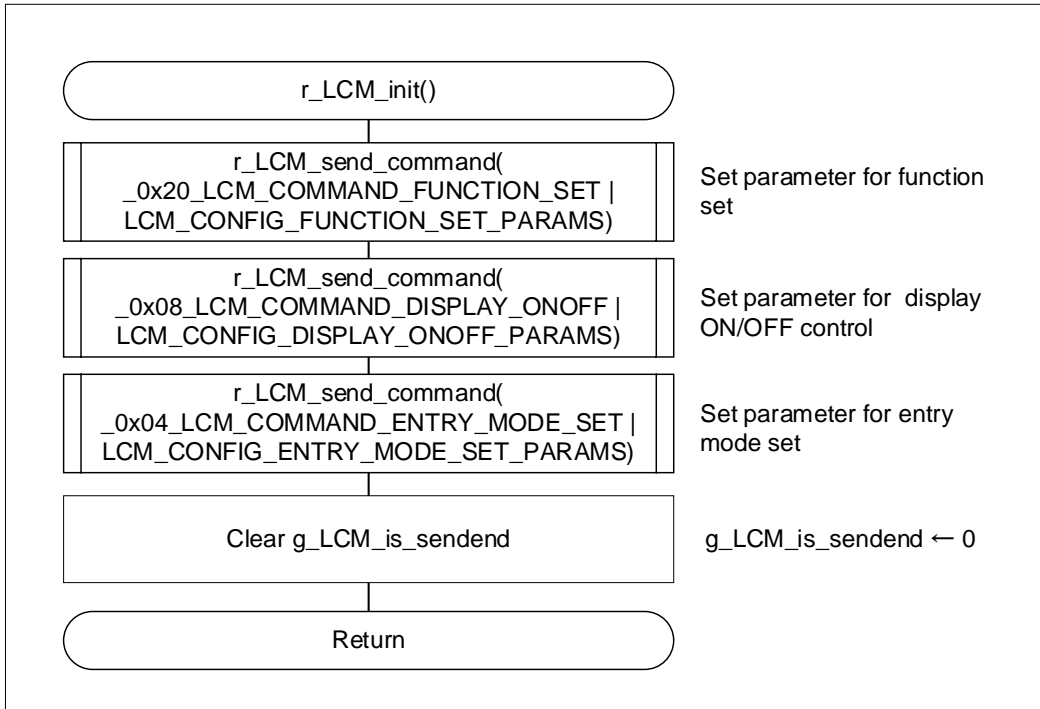 r_LCM_init()
r_LCM_send_command(
_0x20_LCM_COMMAND_FUNCTION_SET |
LCM_CONFIG_FUNCTION_SET_PARAMS)
Set parameter for function
set
r_LCM_send_command(
_0x08_LCM_COMMAND_DISPLAY_ONOFF |
LCM_CONFIG_DISPLAY_ONOFF_PARAMS)
Set parameter for display
ON/OFF control
r_LCM_send_command(
_0x04_LCM_COMMAND_ENTRY_MODE_SET |
LCM_CONFIG_ENTRY_MODE_SET_PARAMS)
Set parameter for entry
mode set
Clear g_LCM_is_sendend
g_LCM_is_sendend ← 0
Return